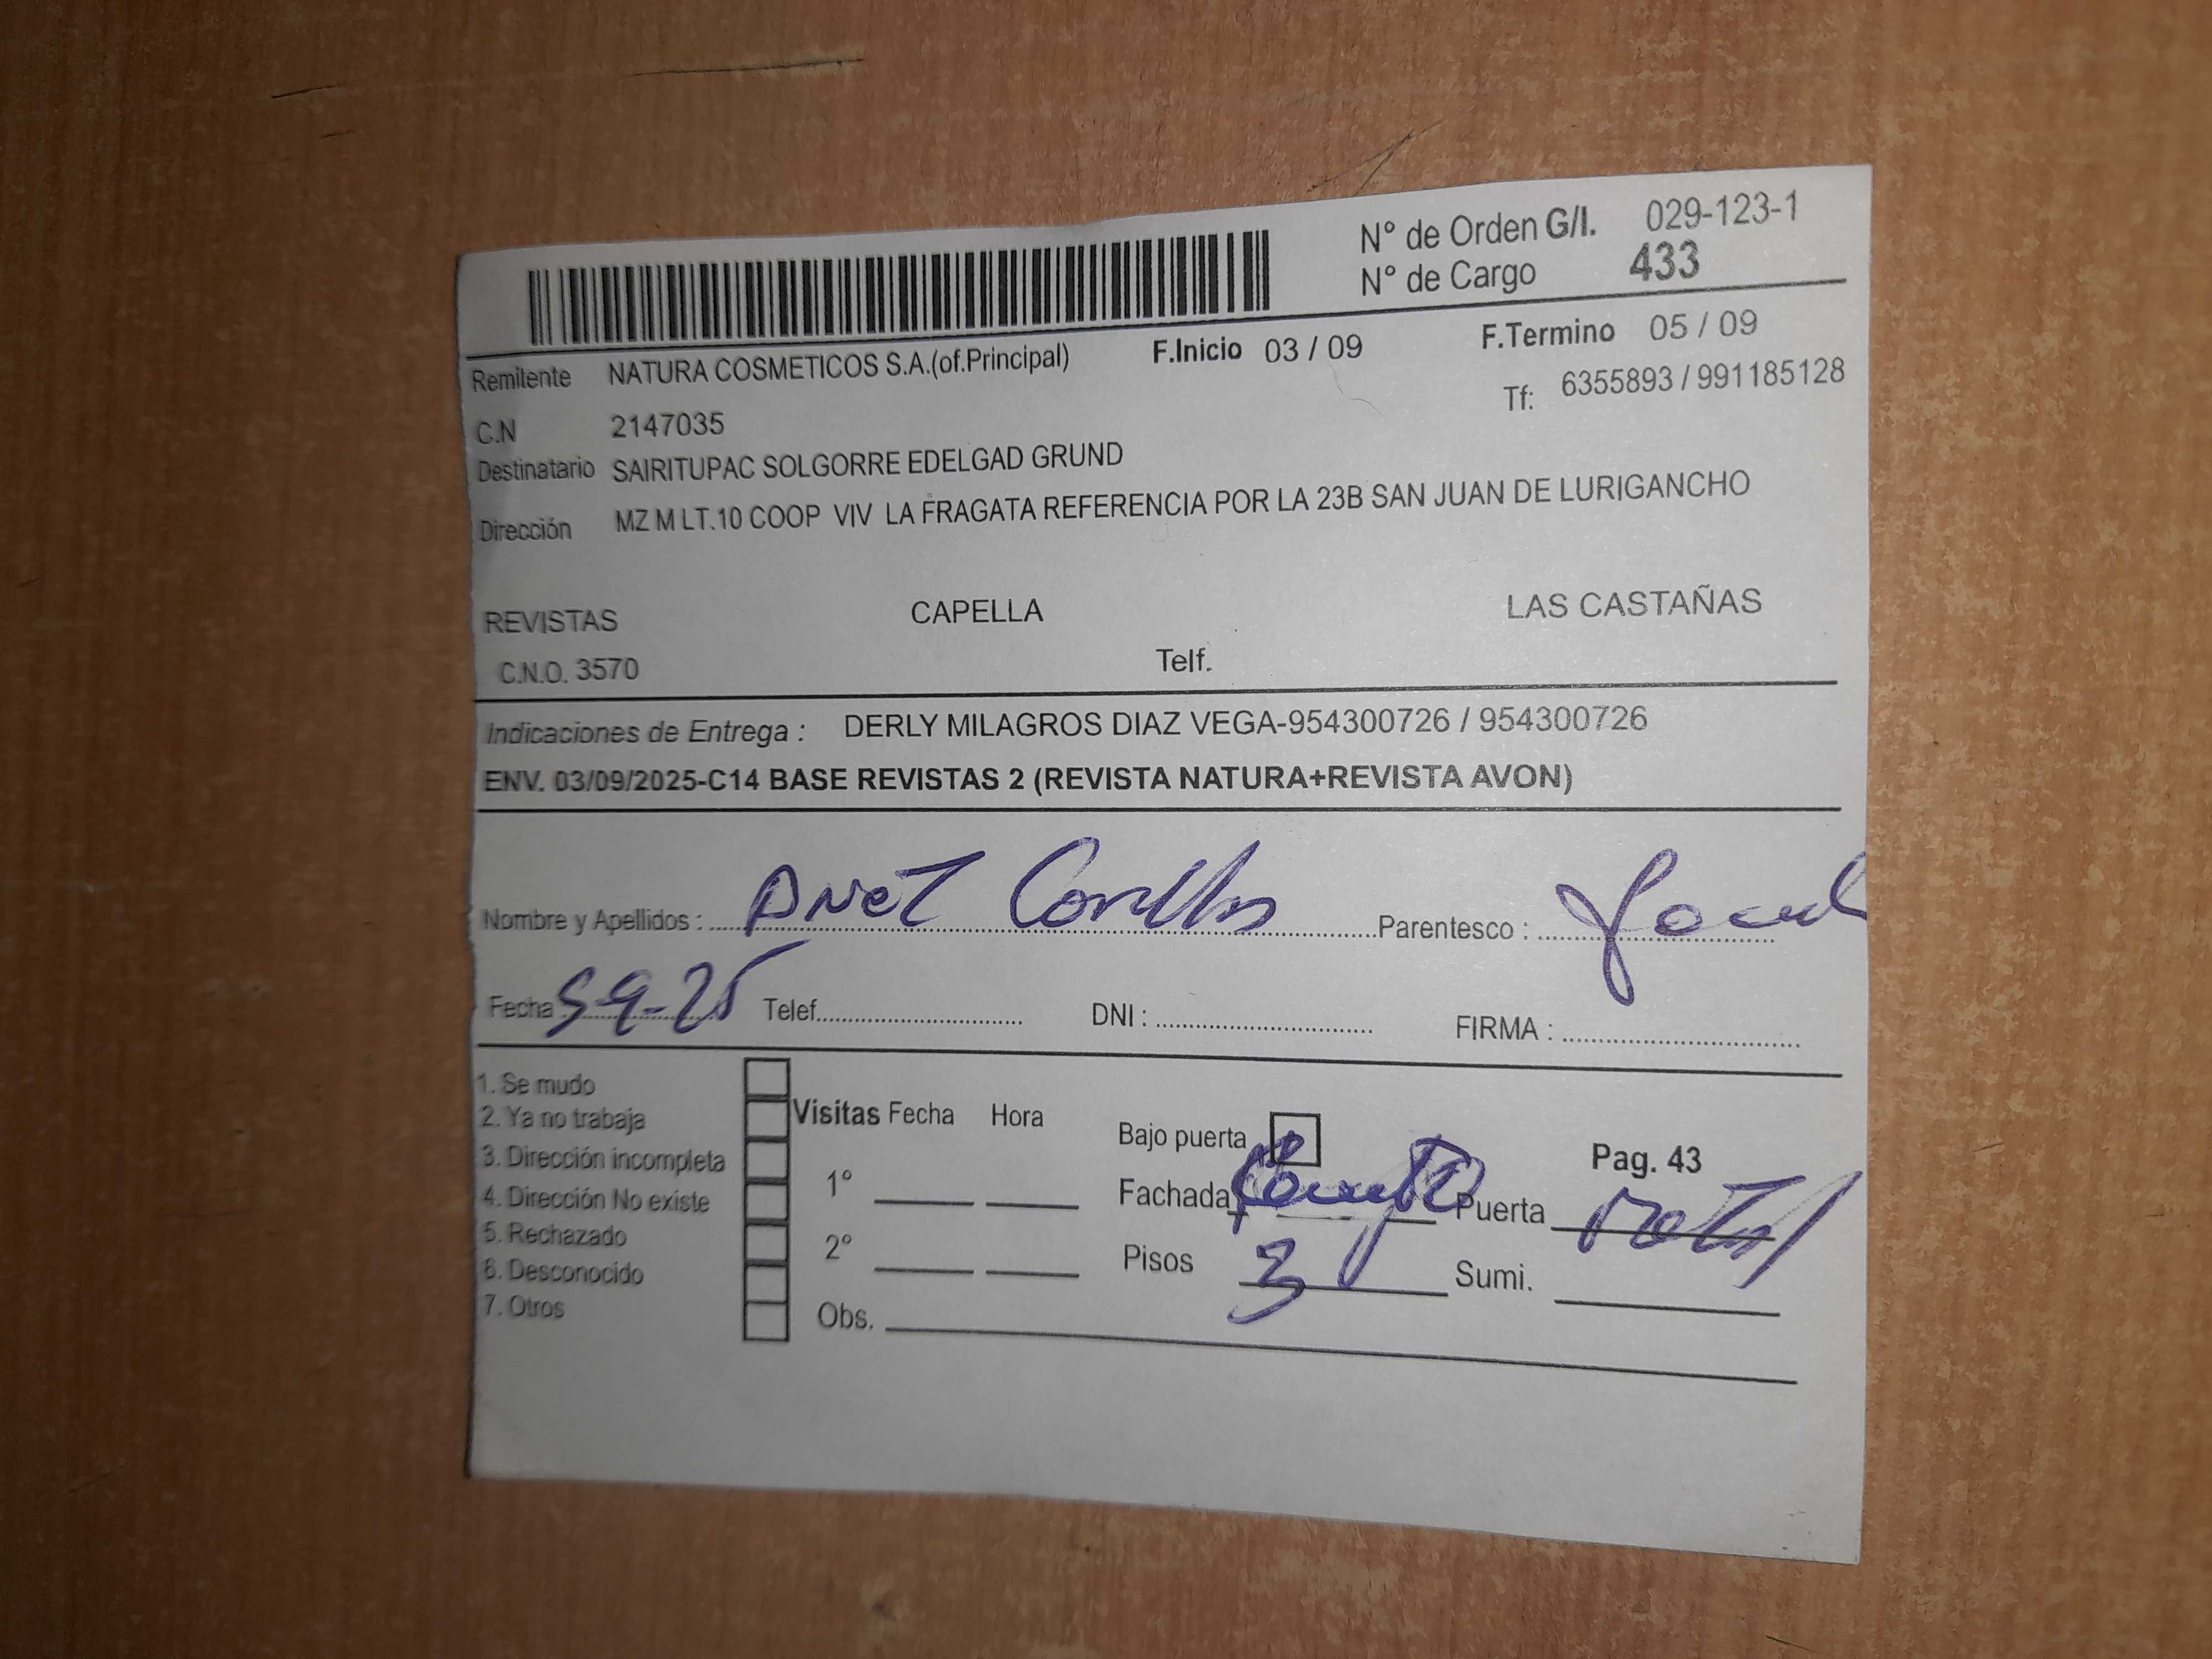 N° de Orden G/I. 029-123-1
N° de Cargo 433
Remitente NATURA COSMETICOS S.A.(of.Principal) F.Inicio 03 / 09 F.Termino 05 / 09
C.N 2147035 Tf: 6355893 / 991185128
Destinatario SAIRITUPAC SOLGORRE EDELGAD GRUND
Dirección MZ M LT.10 COOP VIV LA FRAGATA REFERENCIA POR LA 23B SAN JUAN DE LURIGANCHO
REVISTAS CAPELLA LAS CASTAÑAS
C.N.O. 3570 Telf.
Indicaciones de Entrega : DERLY MILAGROS DIAZ VEGA-954300726 / 954300726
ENV. 03/09/2025-C14 BASE REVISTAS 2 (REVISTA NATURA+REVISTA AVON)
Nombre y Apellidos : ANET Parentesco :
Fecha 5 9-25 Telef. DNI : FIRMA :
1. Se mudo
2. Ya no trabaja Visitas Fecha Hora Bajo puerta Pag. 43
3. Dirección incompleta
4. Dirección No existe 1° Fachada Puerta
5. Rechazado
6. Desconocido 2° Pisos 3 Sumi.
7. Otros Obs.